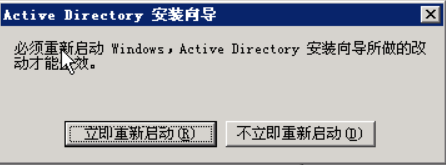 Active Directory 安装向导
必须重新启动 Windows，Active Directory 安装向导所做的改
动才能生效。
立即重新启动(R)
不立即重新启动(D)